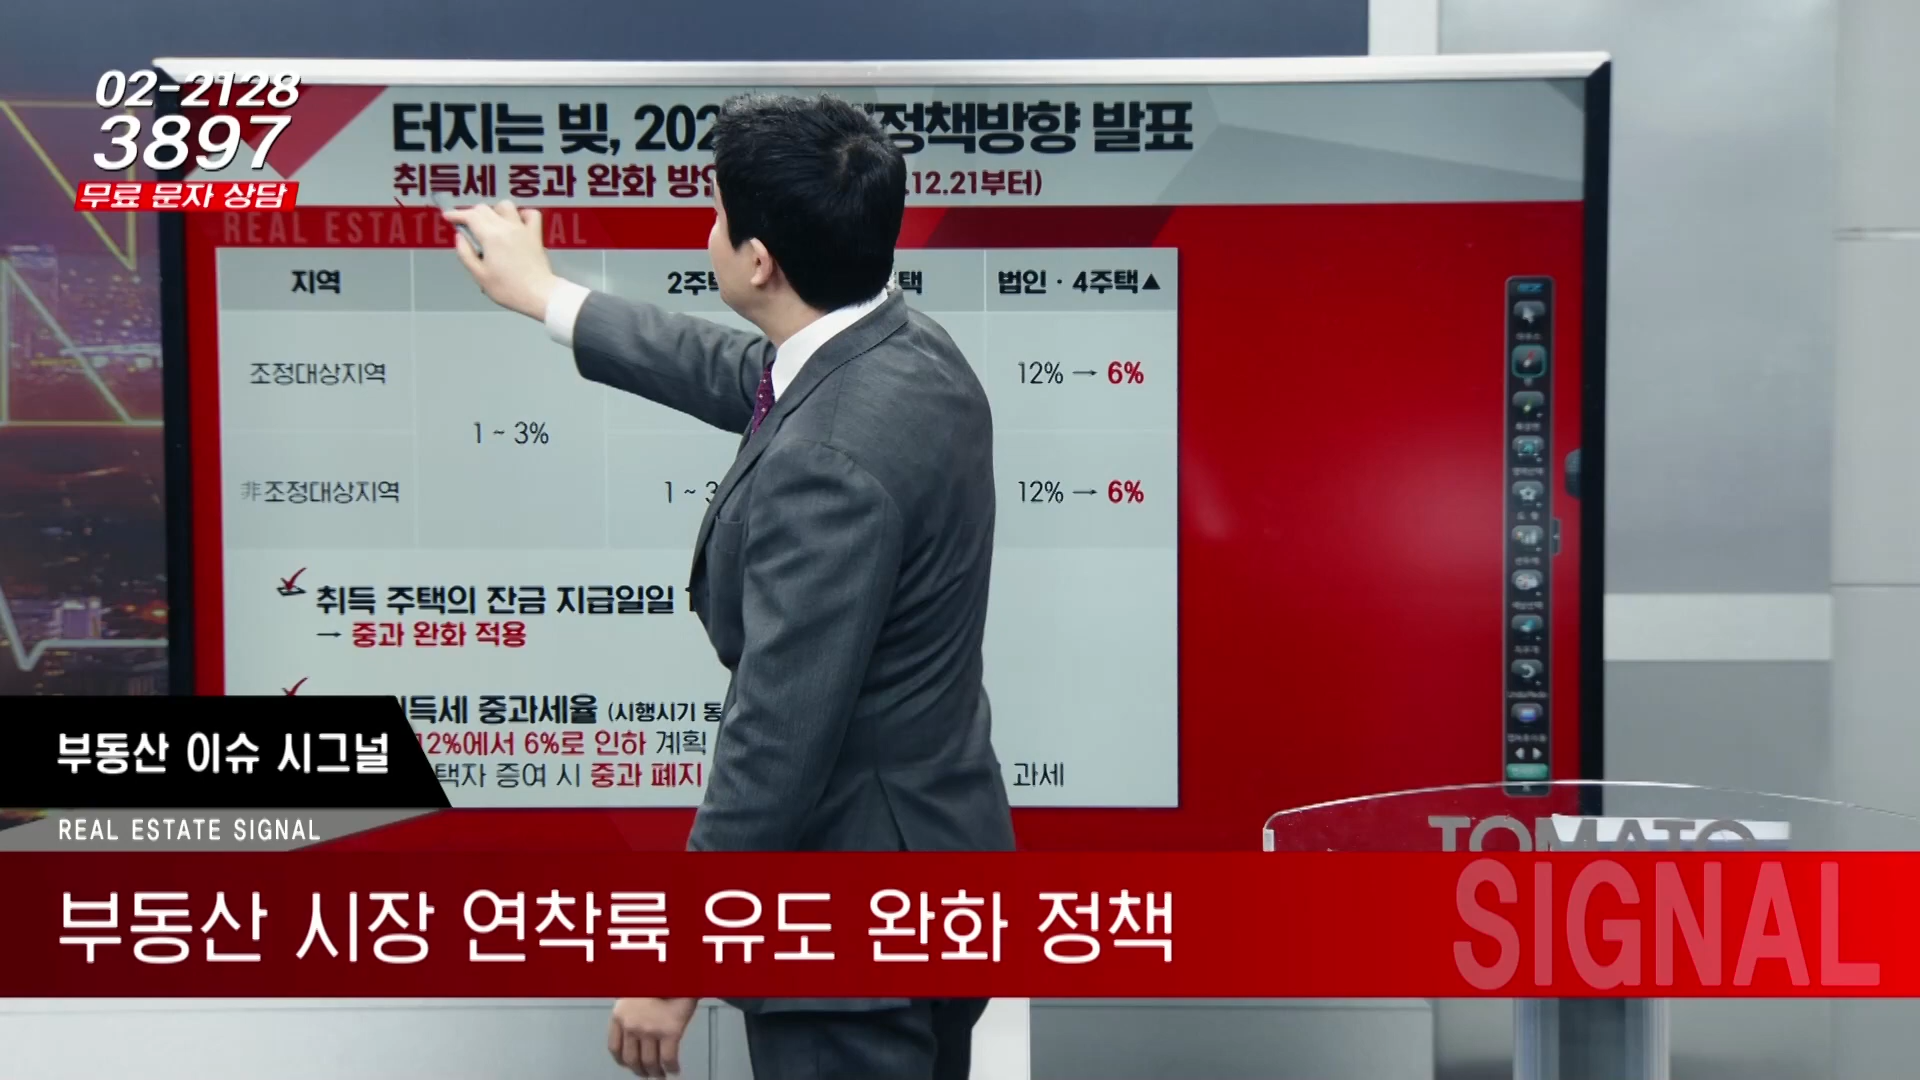 02-2128
3897
무료 문자 상담
터지는 빚, 202 정책방향 발표
취득세 중과 완화 .12.21부터)
REAL ESTATE AL
지역 2주 택 법인 · 4주택▲
조정대상지역 12% → 6%
1 ~ 3%
非조정대상지역 1 ~ 3 12% → 6%
취득 주택의 잔금 지급일일
→ 중과 완화 적용
득세 중과세율 (시행시기 동
12%에서 6%로 인하 계획
택자 증여 시 중과 폐지 과세
부동산 이슈 시그널
REAL ESTATE SIGNAL
TOMATO
부동산 시장 연착륙 유도 완화 정책
SIGNAL